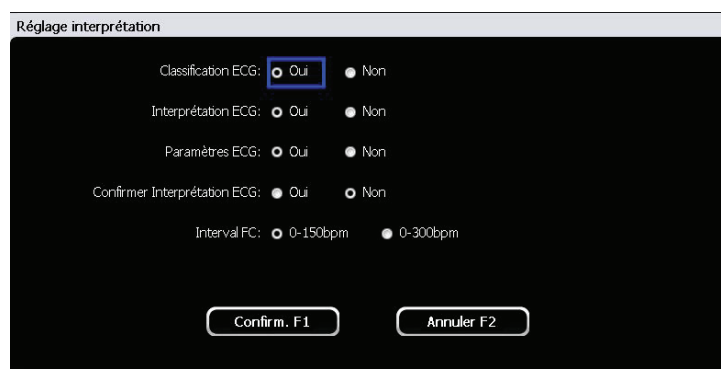 Réglage interprétation
Classification ECG: Oui Non
Interprétation ECG: Oui Non
Paramètres ECG: Oui Non
Confirmer Interprétation ECG: Oui Non
Interval FC: 0-150bpm 0-300bpm
Confirm. F1 Annuler F2